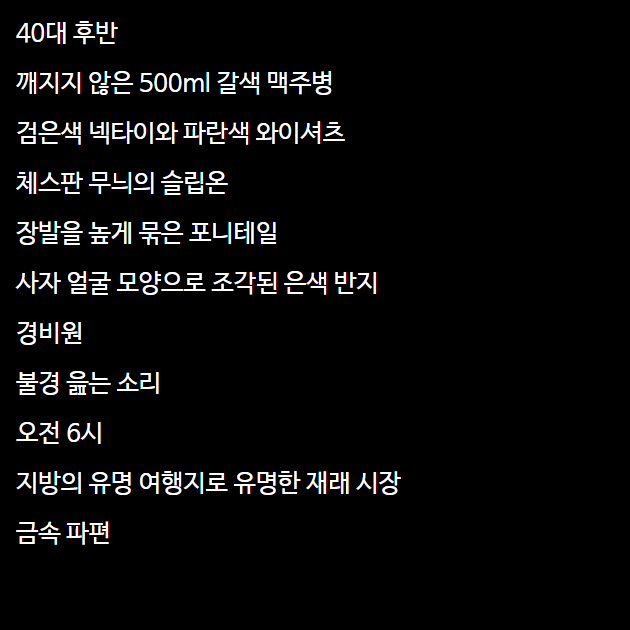 40대 후반
깨지지 않은 500ml 갈색 맥주병
검은색 넥타이와 파란색 와이셔츠
체스판 무늬의 슬립온
장발을 높게 묶은 포니테일
사자 얼굴 모양으로 조각된 은색 반지
경비원
불경 읊는 소리
오전 6시
지방의 유명 여행지로 유명한 재래 시장
금속 파편